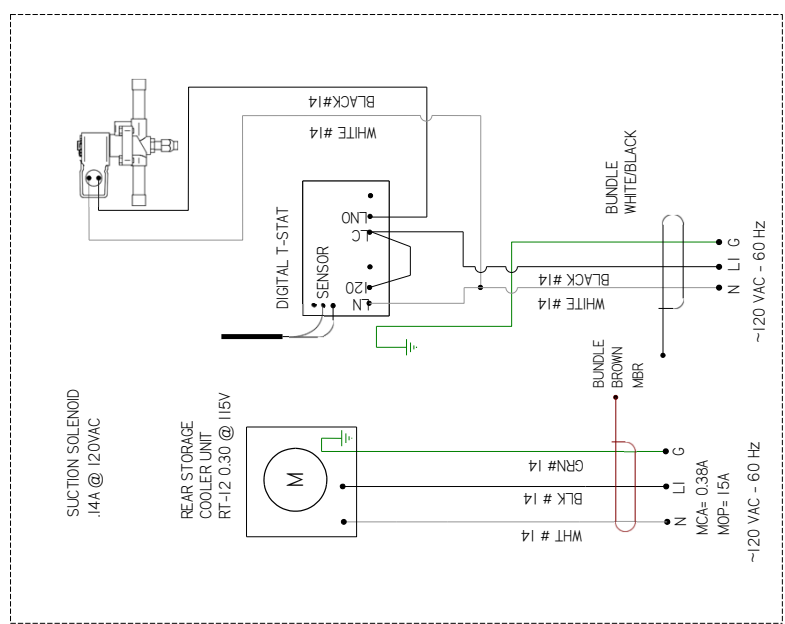 BLACK#14
WHITE #14
DIGITAL T-STAT
SENSOR
LNO
LC
120
LN
BUNDLE
WHITE/BLACK
BLACK #14
WHITE #14
G
L1
N
~120 VAC - 60 Hz
SUCTION SOLENOID
.14A @ 120VAC
REAR STORAGE
COOLER UNIT
RT-12 0.30 @ 115V
M
BUNDLE
BROWN
MBR
GRN# 14
BLK # 14
WHT # 14
G
L1
N
MCA= 0.38A
MOP= 15A
~120 VAC - 60 Hz